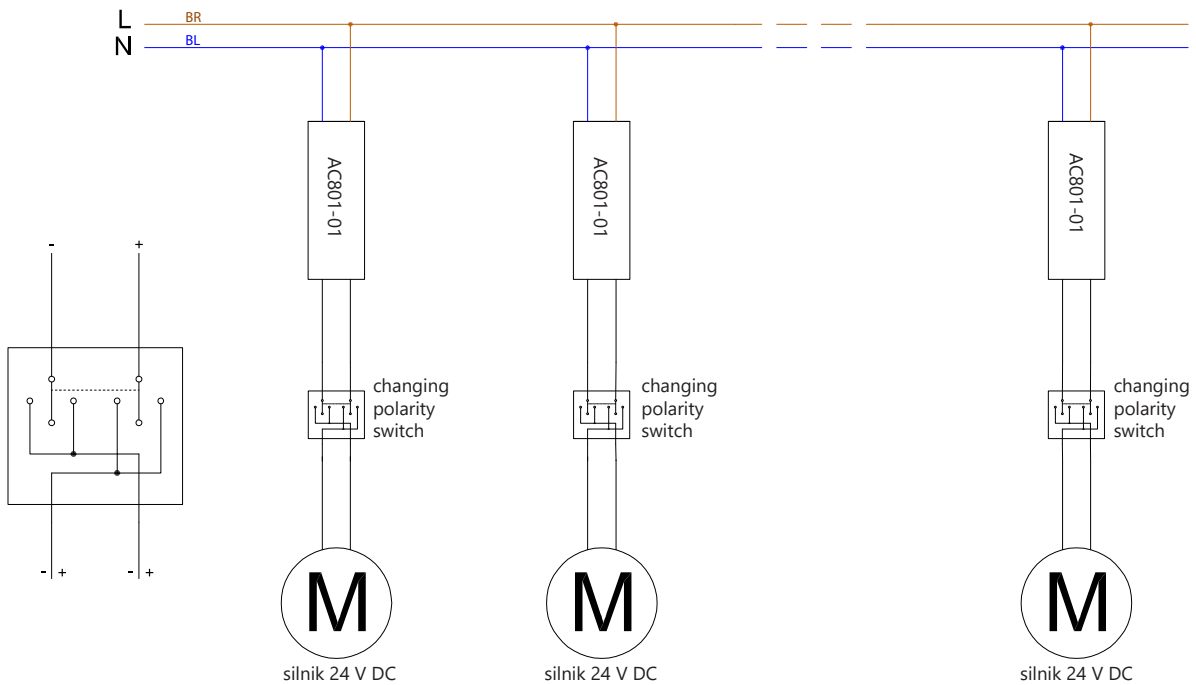 L
BR
N
BL
AC801-01
AC801-01
AC801-01
- +
changing
polarity
switch
changing
polarity
switch
changing
polarity
switch
- + - +
M
M
M
silnik 24 V DC
silnik 24 V DC
silnik 24 V DC